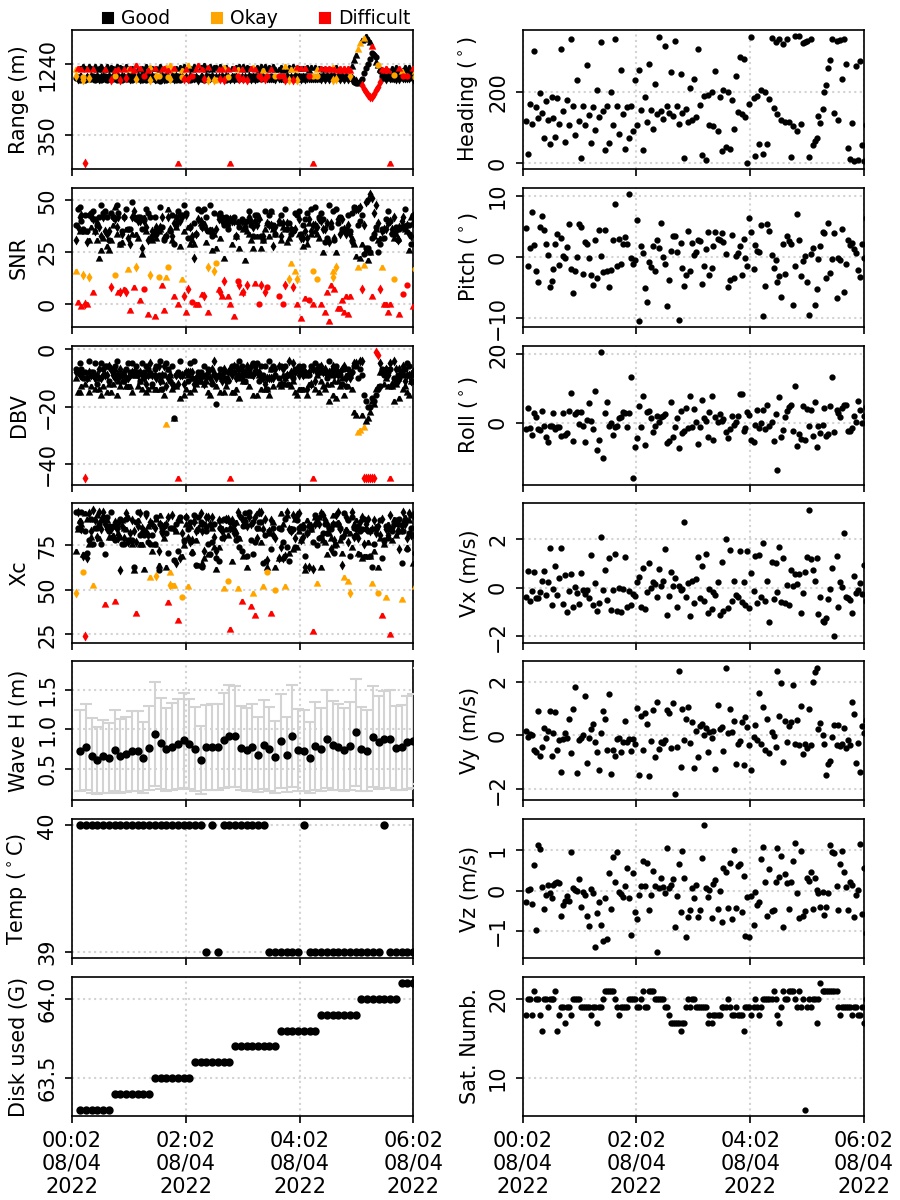 Good Okay Difficult
Range (m)
1240
350
Heading (°)
200
0
SNR
50
25
0
Pitch (°)
10
0
−10
DBV
0
−20
−40
Roll (°)
20
0
Xc
75
50
25
Vx (m/s)
2
0
−2
Wave H (m)
1.5
1.0
0.5
Vy (m/s)
2
0
−2
Temp (°C)
40
39
Vz (m/s)
1
0
−1
Disk used (G)
64.0
63.5
Sat. Numb.
20
10
00:02 02:02 04:02 06:02
08/04 08/04 08/04 08/04
2022 2022 2022 2022
00:02 02:02 04:02 06:02
08/04 08/04 08/04 08/04
2022 2022 2022 2022